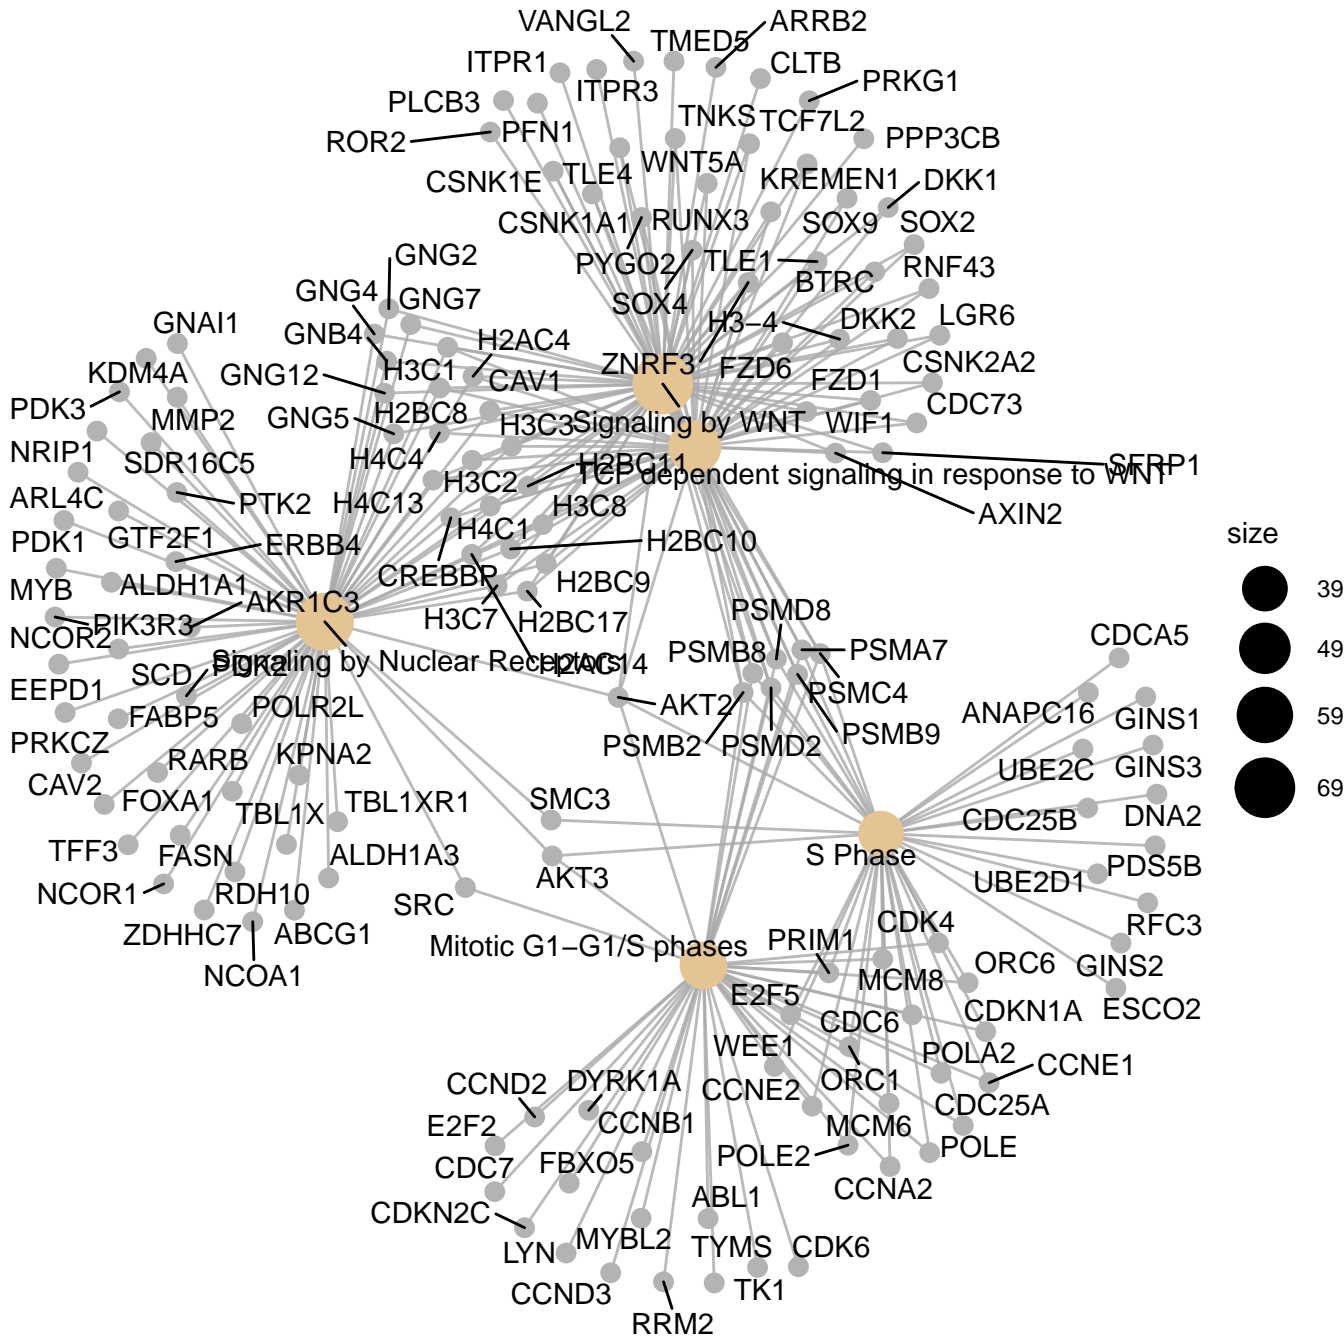 VANGL2
ARRB2
TMED5
ITPR1
CLTB
ITPR3
PRKG1
PLCB3
TNKS
TCF7L2
ROR2
PFN1
PPP3CB
WNT5A
CSNK1E
TLE4
KREMEN1
DKK1
CSNK1A1
RUNX3
SOX9
SOX2
GNG2
PYGO2
TLE1
BTRC
RNF43
GNG4
GNG7
SOX4
GNAI1
GNB4
H2AC4
H3−4
DKK2
LGR6
KDM4A
GNG12
H3C1
CAV1
ZNRF3
FZD6
FZD1
CSNK2A2
PDK3
MMP2
GNG5
H2BC8
H3C3
Signaling by WNT
WIF1
CDC73
NRIP1
SDR16C5
H4C4
H2BC11
TCF dependent signaling in response to WNT
SFRP1
ARL4C
PTK2
H4C13
H3C2
H3C8
AXIN2
PDK1
GTF2F1
ERBB4
H4C1
H2BC10
size
MYB
ALDH1A1
CREBBP
H2BC9
39
AKR1C3
NCOR2
PIK3R3
H3C7
H2BC17
PSMD8
CDCA5
49
SCD
PDK2
Signaling by Nuclear Receptors
H2AC14
PSMB8
PSMA7
EEPD1
FABP5
POLR2L
AKT2
PSMC4
ANAPC16
GINS1
59
PRKCZ
RARB
KPNA2
PSMB2
PSMD2
PSMB9
UBE2C
GINS3
CAV2
FOXA1
TBL1X
TBL1XR1
SMC3
CDC25B
DNA2
69
TFF3
FASN
ALDH1A3
AKT3
S Phase
PDS5B
NCOR1
RDH10
SRC
UBE2D1
ZDHHC7
ABCG1
Mitotic G1−G1/S phases
PRIM1
CDK4
RFC3
NCOA1
MCM8
ORC6
GINS2
E2F5
CDC6
CDKN1A
ESCO2
WEE1
POLA2
CCNE1
CCND2
DYRK1A
CCNE2
ORC1
CDC25A
E2F2
CCNB1
MCM6
POLE
CDC7
FBXO5
POLE2
CCNA2
CDKN2C
ABL1
LYN
MYBL2
TYMS
CDK6
CCND3
TK1
RRM2